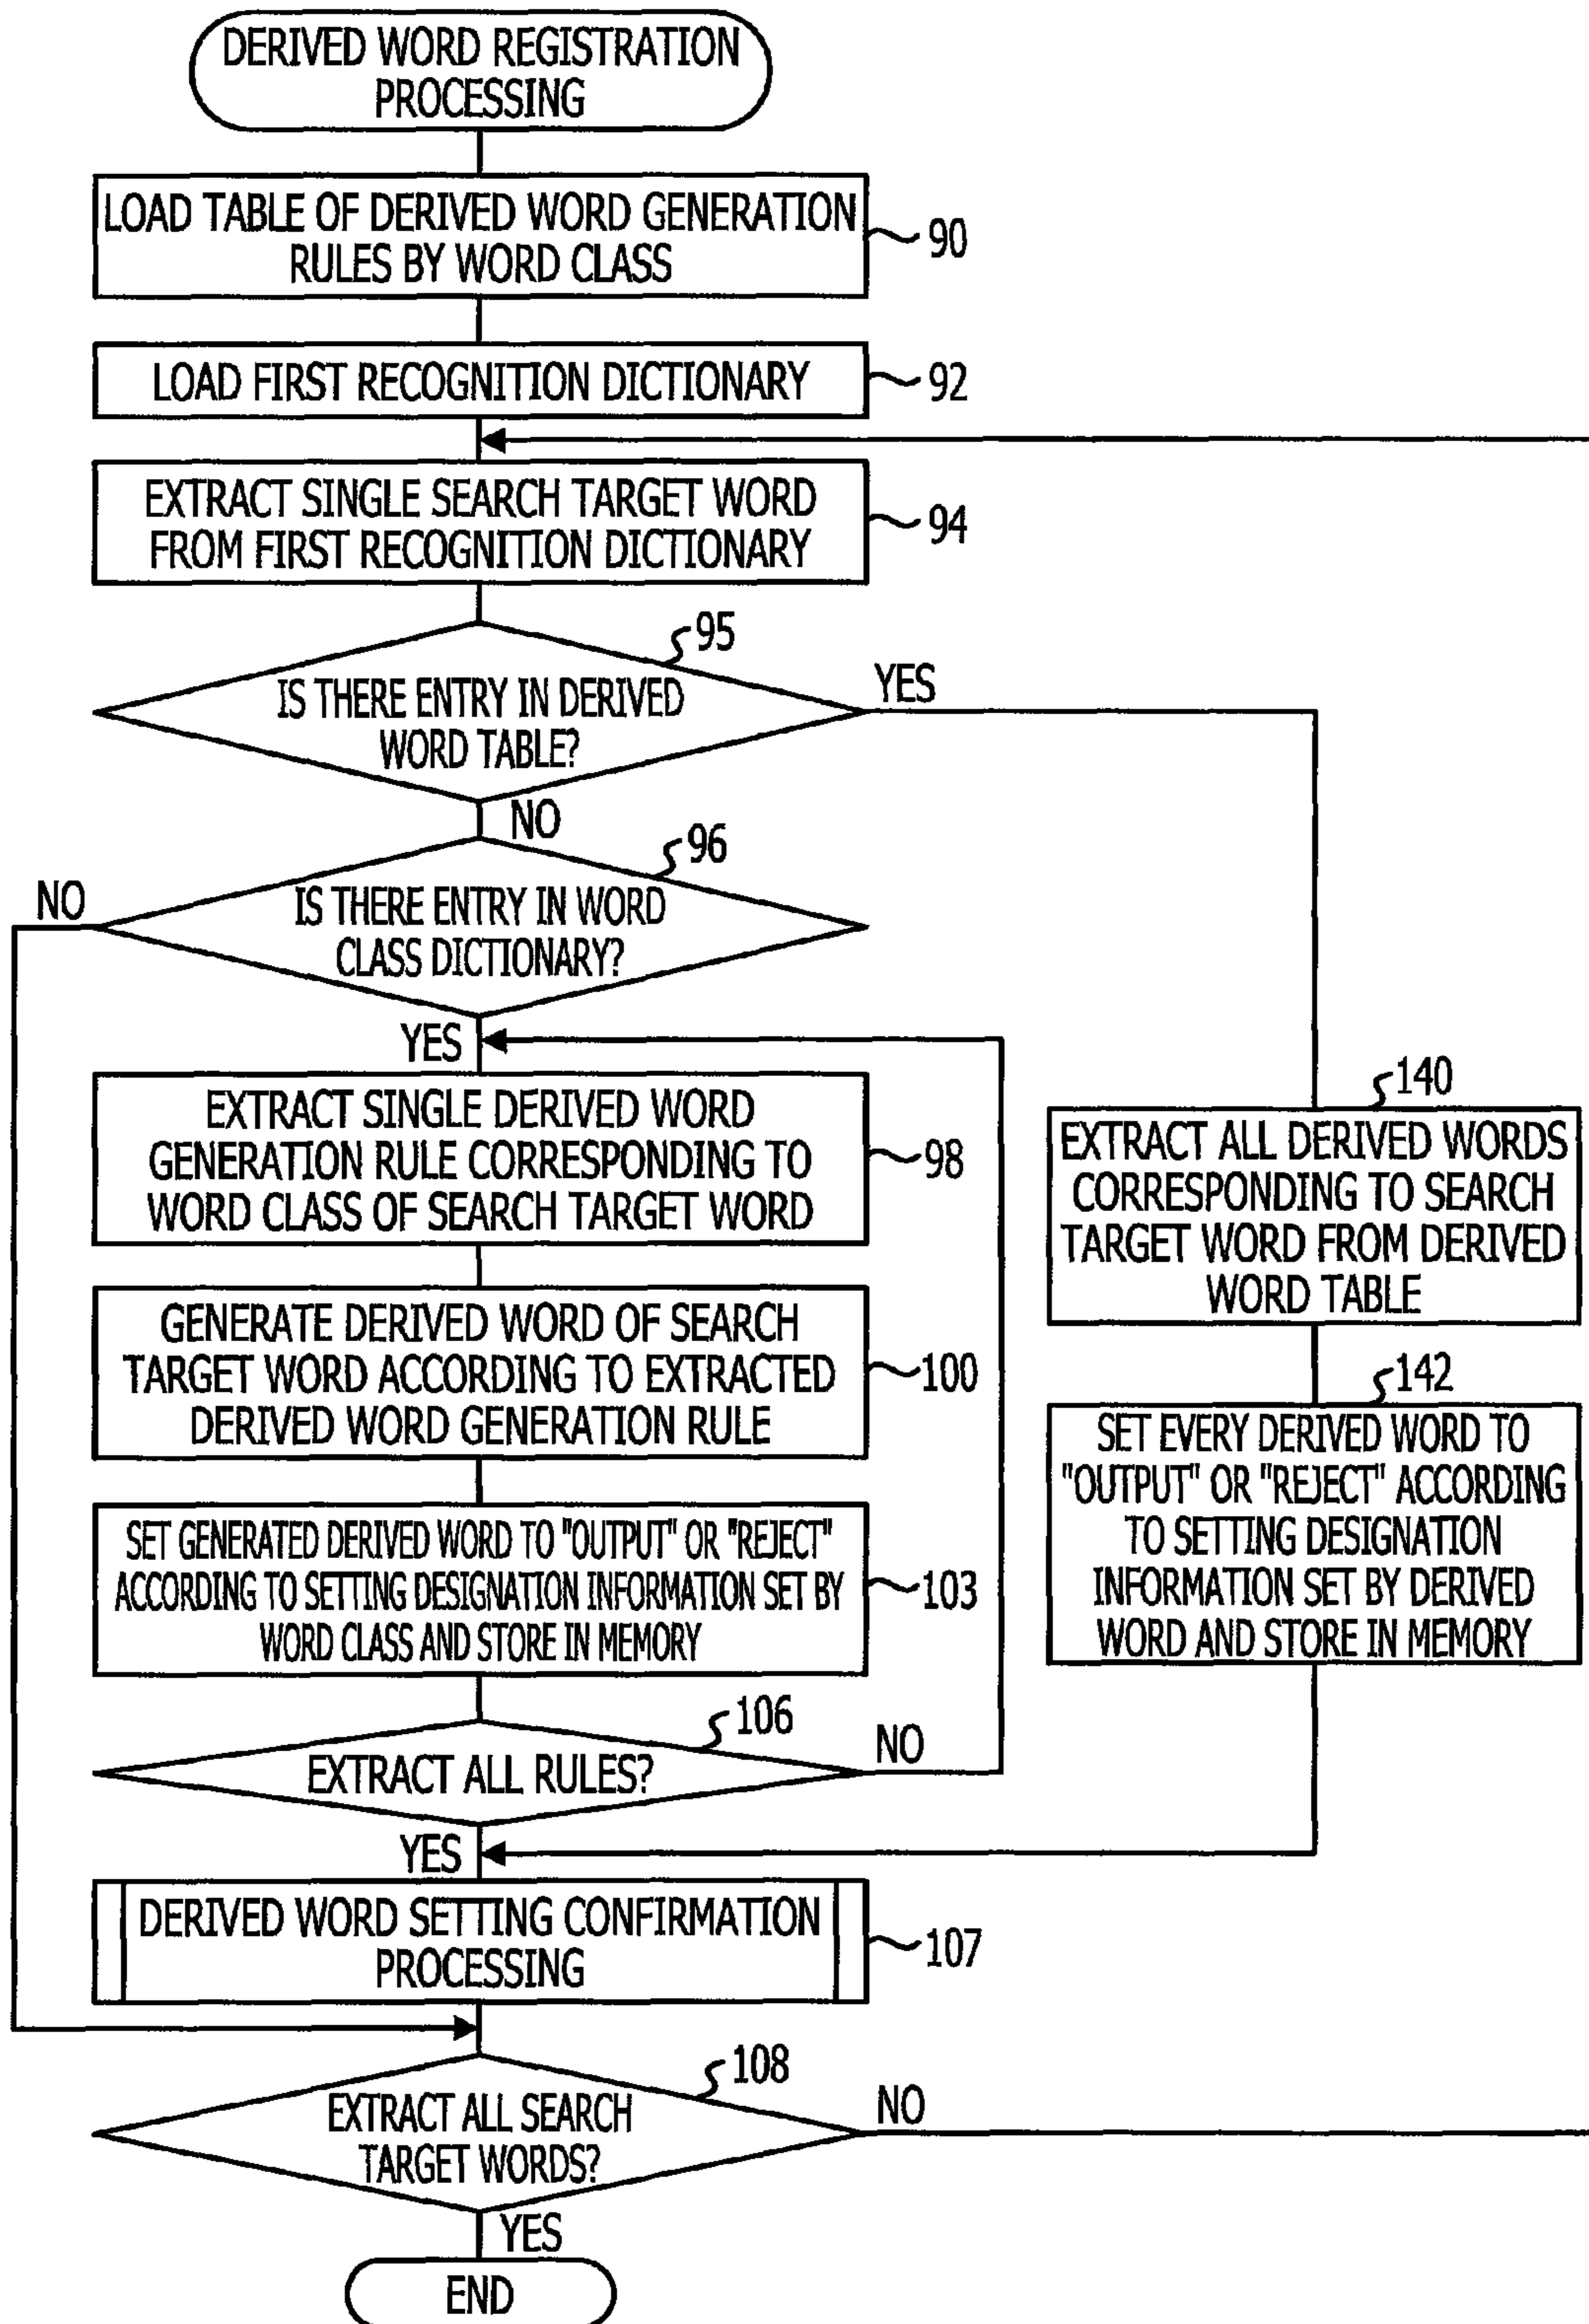 DERIVED WORD REGISTRATION
PROCESSING
LOAD TABLE OF DERIVED WORD GENERATION
RULES BY WORD CLASS
90
LOAD FIRST RECOGNITION DICTIONARY
92
EXTRACT SINGLE SEARCH TARGET WORD
FROM FIRST RECOGNITION DICTIONARY
94
95
IS THERE ENTRY IN DERIVED
WORD TABLE?
YES
NO
96
IS THERE ENTRY IN WORD
CLASS DICTIONARY?
NO
YES
EXTRACT SINGLE DERIVED WORD
GENERATION RULE CORRESPONDING TO
WORD CLASS OF SEARCH TARGET WORD
98
GENERATE DERIVED WORD OF SEARCH
TARGET WORD ACCORDING TO EXTRACTED
DERIVED WORD GENERATION RULE
100
SET GENERATED DERIVED WORD TO "OUTPUT" OR "REJECT"
ACCORDING TO SETTING DESIGNATION INFORMATION SET BY
WORD CLASS AND STORE IN MEMORY
103
106
EXTRACT ALL RULES?
NO
YES
140
EXTRACT ALL DERIVED WORDS
CORRESPONDING TO SEARCH
TARGET WORD FROM DERIVED
WORD TABLE
142
SET EVERY DERIVED WORD TO
"OUTPUT" OR "REJECT" ACCORDING
TO SETTING DESIGNATION
INFORMATION SET BY DERIVED
WORD AND STORE IN MEMORY
DERIVED WORD SETTING CONFIRMATION
PROCESSING
107
108
EXTRACT ALL SEARCH
TARGET WORDS?
NO
YES
END